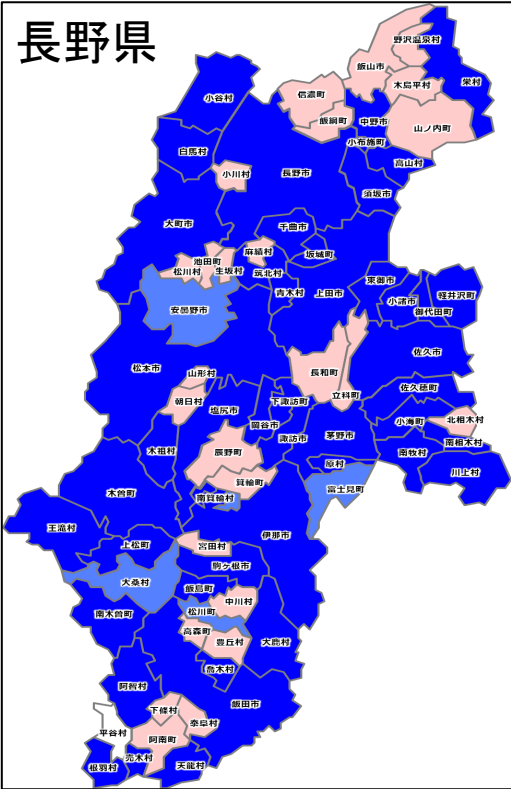 長野県
野沢温泉村
飯山市
栄村
木島平村
信濃町
小谷村
飯綱町
中野市
山ノ内町
小布施町
白馬村
高山村
小川村
長野市
須坂市
大町市
千曲市
麻績村
坂城町
池田町
松川村
生坂村
筑北村
東御市
青木村
上田市
軽井沢町
小諸市
安曇野市
御代田町
佐久市
松本市
山形村
長和町
佐久穂町
朝日村
立科町
下諏訪町
塩尻市
小海町
北相木村
岡谷市
諏訪市
茅野市
南相木村
木祖村
辰野町
南牧村
原村
川上村
箕輪町
富士見町
木曽町
南箕輪村
王滝村
伊那市
上松町
宮田村
駒ヶ根市
大桑村
飯島町
中川村
南木曽町
松川町
高森町
豊丘村
大鹿村
喬木村
阿智村
飯田市
下條村
泰阜村
平谷村
阿南町
売木村
根羽村
天龍村